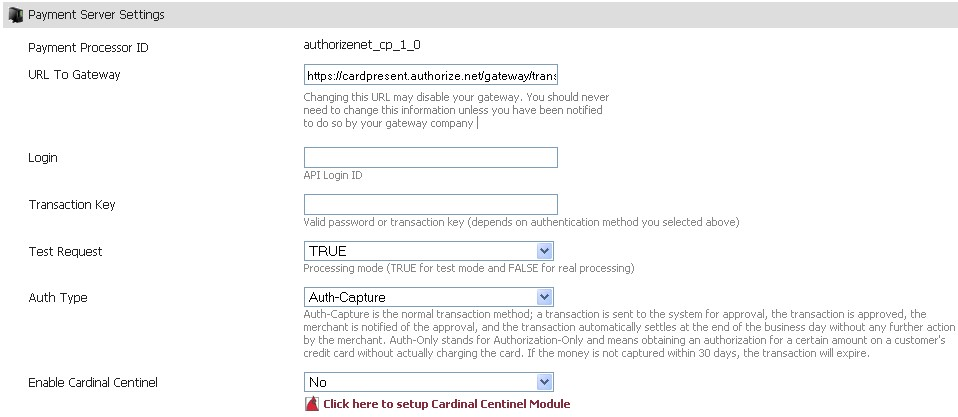 Payment Server Settings
Payment Processor ID
authorizenet_cp_1_0
URL To Gateway
https://cardpresent.authorize.net/gateway/trans
Changing this URL may disable your gateway. You should never
need to change this information unless you have been notified
to do so by your gateway company
Login
API Login ID
Transaction Key
Valid password or transaction key (depends on authentication method you selected above)
Test Request
TRUE
Processing mode (TRUE for test mode and FALSE for real processing)
Auth Type
Auth-Capture
Auth-Capture is the normal transaction method; a transaction is sent to the system for approval, the transaction is approved, the
merchant is notified of the approval, and the transaction automatically settles at the end of the business day without any further action
by the merchant. Auth-Only stands for Authorization-Only and means obtaining an authorization for a certain amount on a customer's
credit card without actually charging the card. If the money is not captured within 30 days, the transaction will expire.
Enable Cardinal Centinel
No
Click here to setup Cardinal Centinel Module